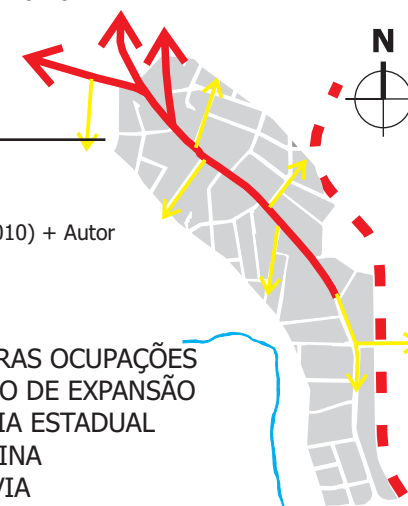 N
010) + Autor
RAS OCUPAÇÕES
O DE EXPANSÃO
IA ESTADUAL
INA
VIA